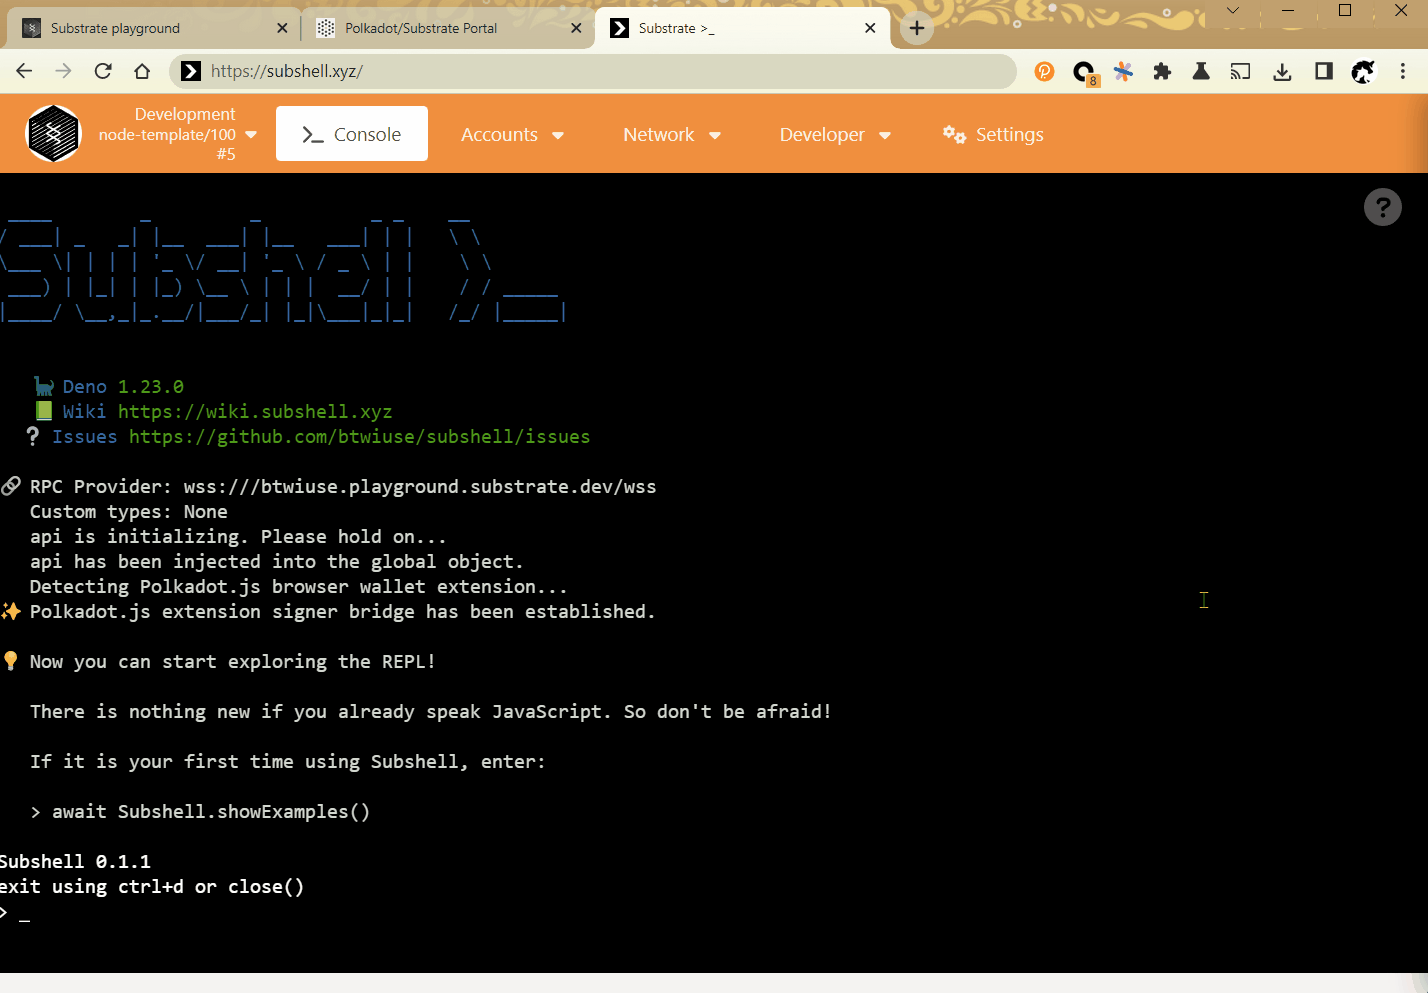 Substrate playground
Polkadot/Substrate Portal
Substrate >_
https://subshell.xyz/
8
Development
node-template/100
#5
Console
Accounts
Network
Developer
Settings
?
Subshell >_
Deno 1.23.0
Wiki https://wiki.subshell.xyz
? Issues https://github.com/btwiuse/subshell/issues
RPC Provider: wss:///btwiuse.playground.substrate.dev/wss
Custom types: None
api is initializing. Please hold on...
api has been injected into the global object.
Detecting Polkadot.js browser wallet extension...
Polkadot.js extension signer bridge has been established.
Now you can start exploring the REPL!
There is nothing new if you already speak JavaScript. So don't be afraid!
If it is your first time using Subshell, enter:
> await Subshell.showExamples()
Subshell 0.1.1
exit using ctrl+d or close()
> _